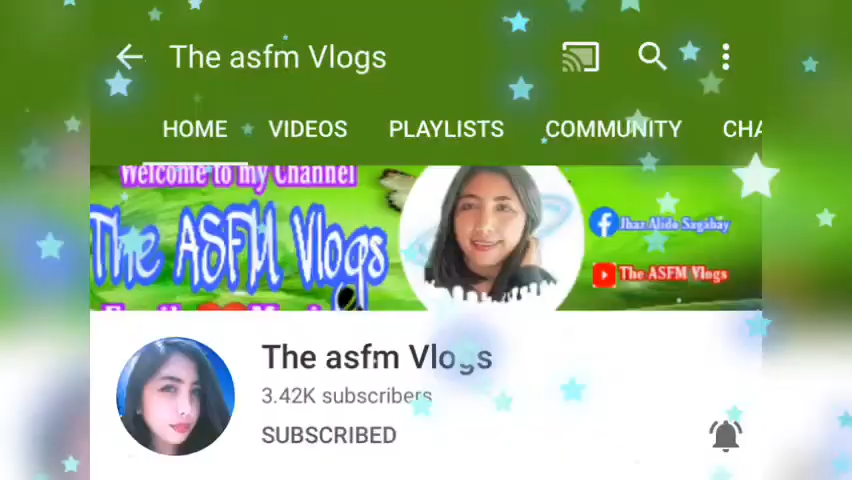 The asfm Vlogs
HOME VIDEOS PLAYLISTS COMMUNITY CHA
Welcome to my Channel
The ASFM Vlogs
Jhaz Alido Sagabay
The ASFM Vlogs
The asfm Vlogs
3.42K subscribers
SUBSCRIBED